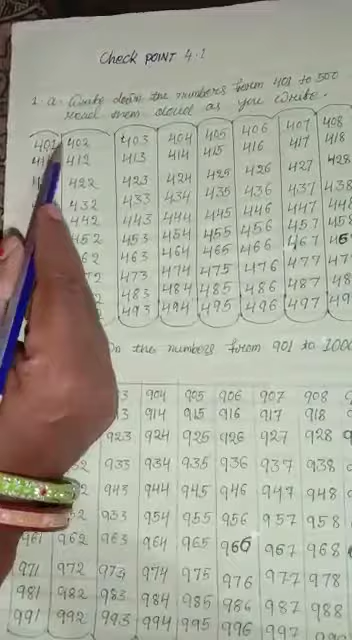 Check POINT 4.1
1. a. Write down the numbers from 401 to 500
read them aloud as you write.
401 402 403 404 405 406 407 408
412 413 414 415 416 417 418
422 423 424 425 426 427 428
432 433 434 435 436 437 438
442 443 444 445 446 447 448
452 453 454 455 456 457
463 464 465 466 467
473 474 475 476 477
483 484 485 486 487
493 494 495 496 497
the numbers from 901 to 1000
904 905 906 907 908
914 915 916 917 918
923 924 925 926 927 928
933 934 935 936 937 938
943 944 945 946 947 948
953 954 955 956 957 958
961 962 963 964 965 966 967 968
971 972 973 974 975 976 977 978
981 982 983 984 985 986 987 988
991 992 993 994 995 996 997